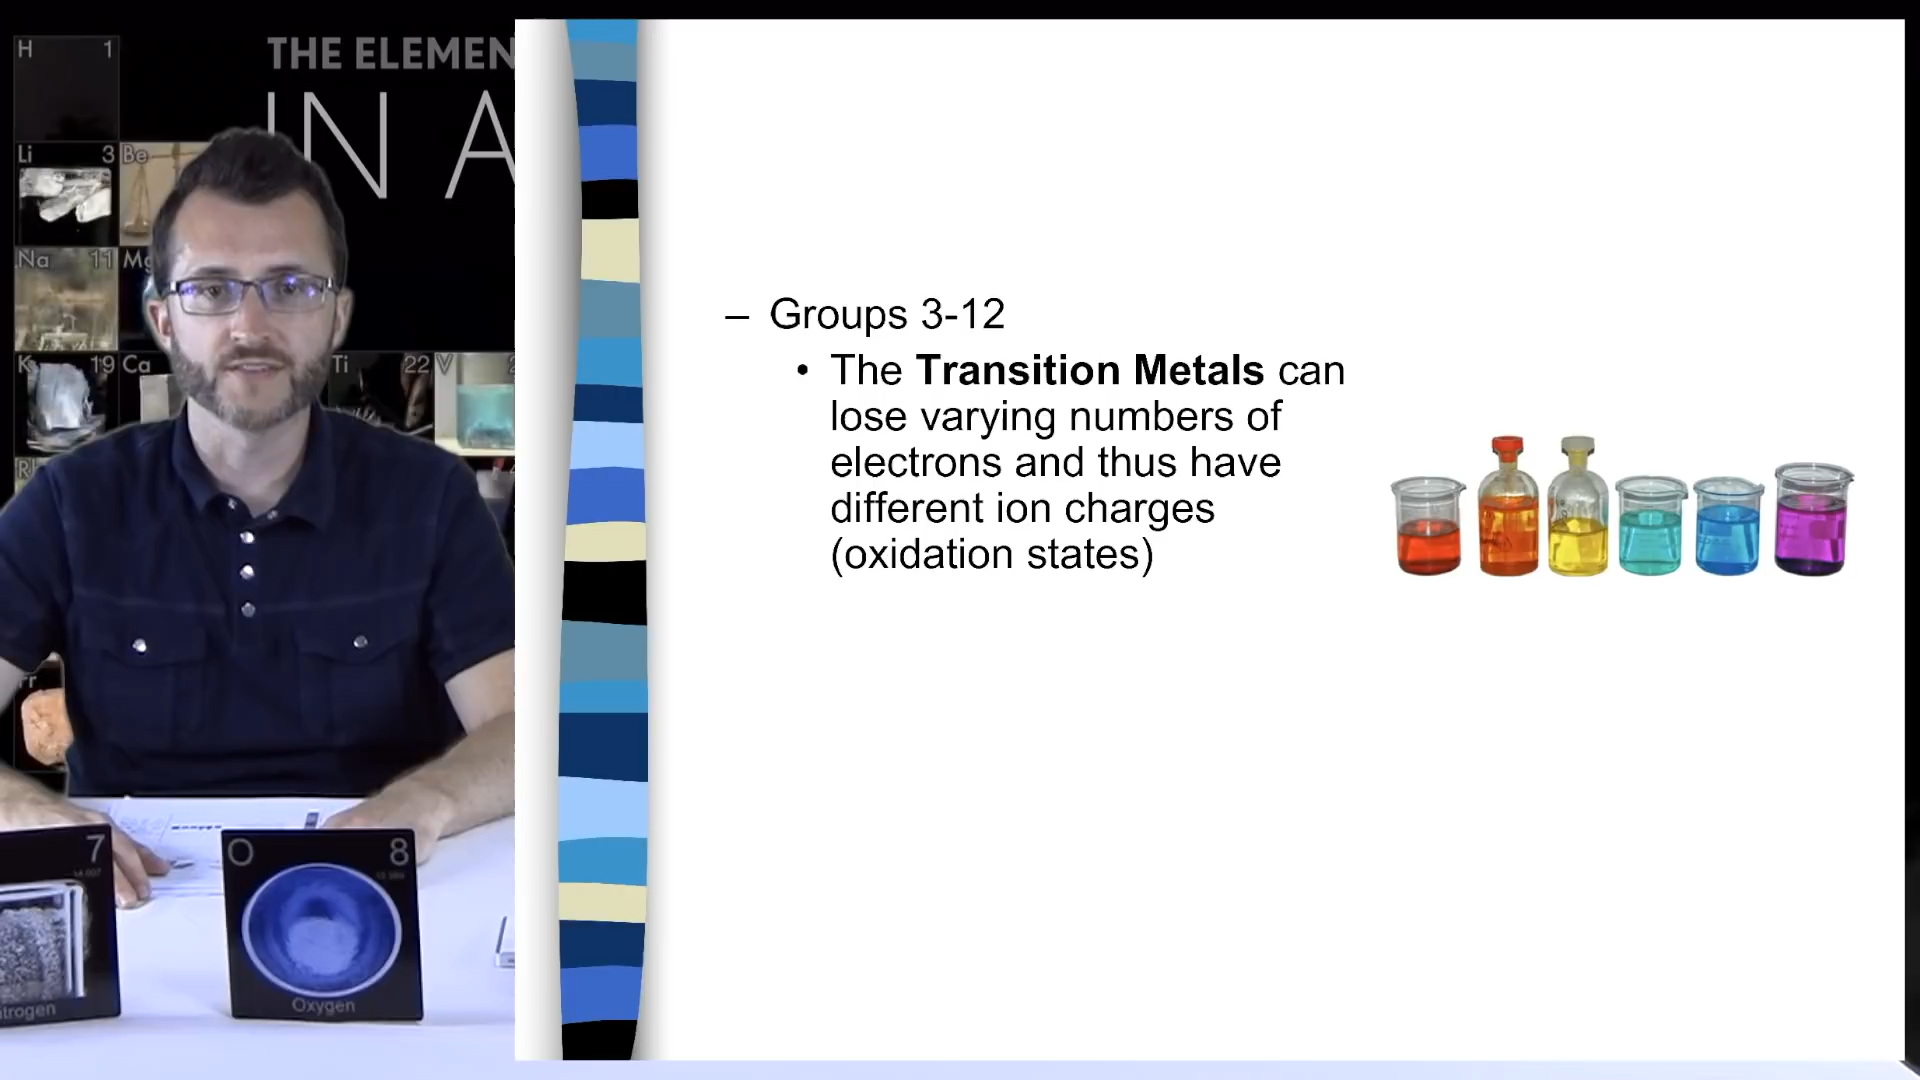 THE ELEMEN
IN A
H 1
Li 3 Be
Na 11 Mg
K 19 Ca Ti 22 V
– Groups 3-12
• The Transition Metals can
lose varying numbers of
electrons and thus have
different ion charges
(oxidation states)
7
O 8
Oxygen
trogen